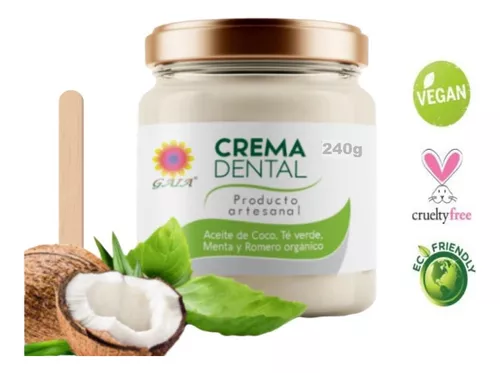 GAIA®
CREMA
DENTAL
240g
Producto
artesanal
Aceite de Coco, Té verde,
Menta y Romero orgánico
VEGAN
crueltyfree
ECO FRIENDLY